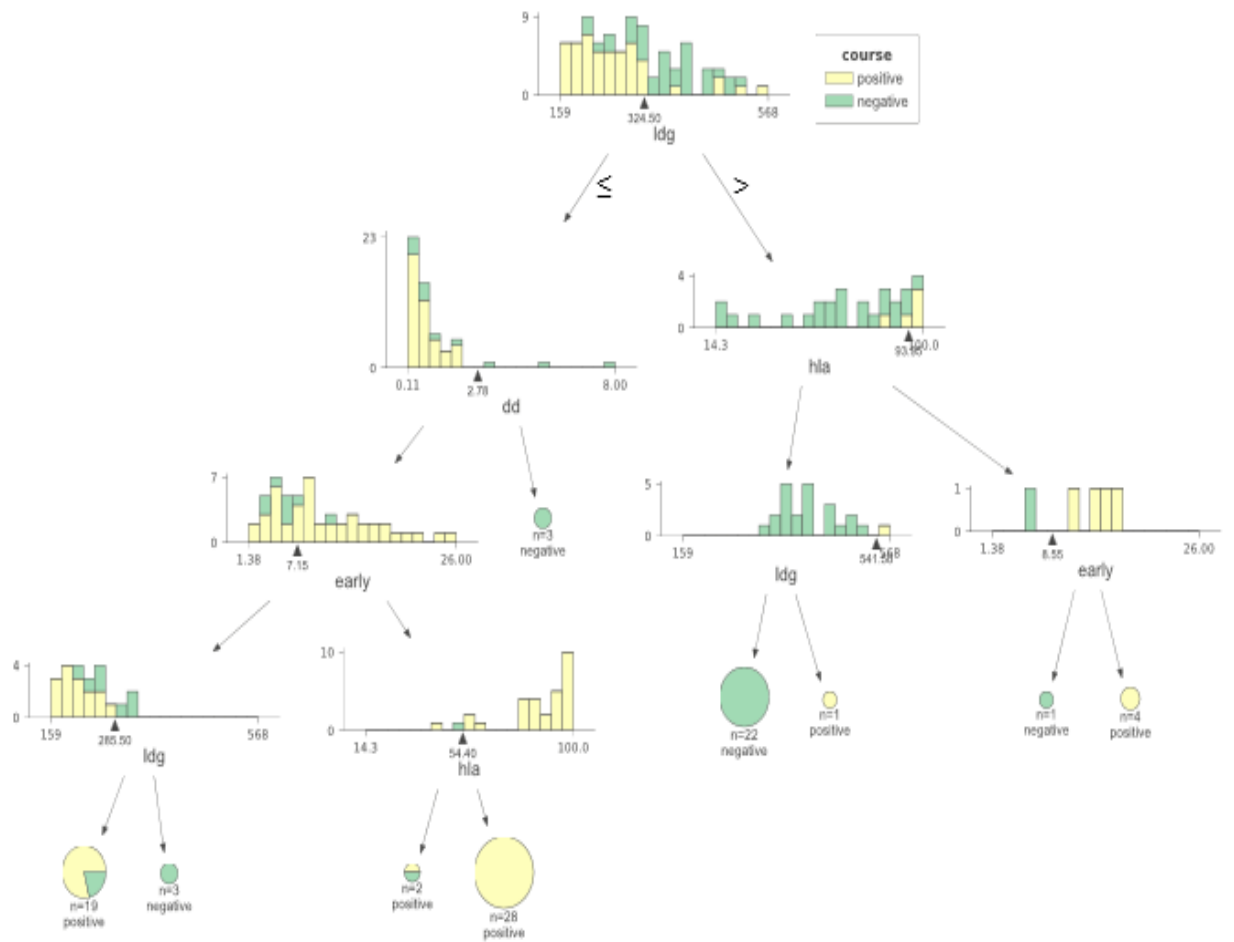 9
0
159
324.50
568
ldg
course
positive
negative
≤
>
23
0
0.11
2.78
8.00
dd
4
0
14.3
93.95
100.0
hla
7
0
1.38
7.15
26.00
early
n=3
negative
5
0
159
541.50
568
ldg
1
0
1.38
8.55
26.00
early
4
0
159
285.50
568
ldg
10
0
14.3
54.40
100.0
hla
n=22
negative
n=1
positive
n=1
negative
n=4
positive
n=19
positive
n=3
negative
n=2
positive
n=28
positive